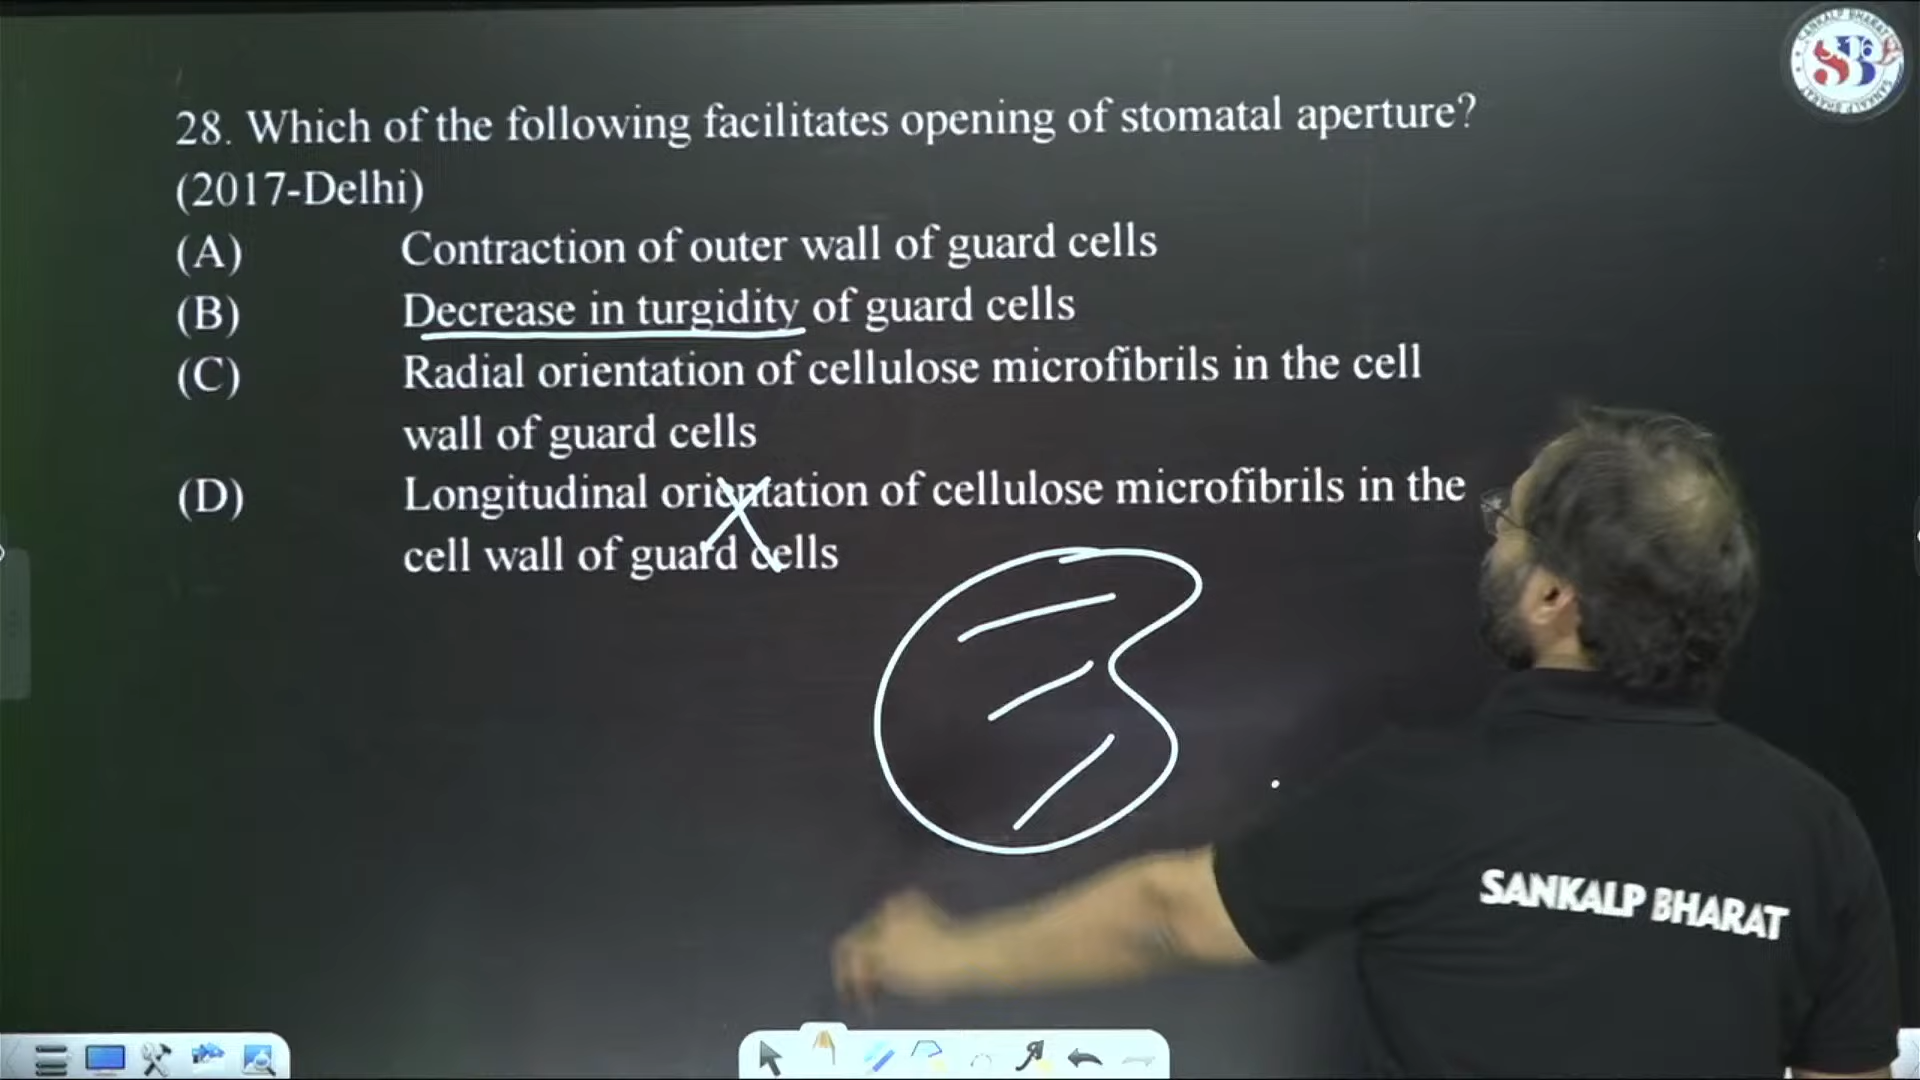 28. Which of the following facilitates opening of stomatal aperture?
(2017-Delhi)
(A) Contraction of outer wall of guard cells
(B) Decrease in turgidity of guard cells
(C) Radial orientation of cellulose microfibrils in the cell
wall of guard cells
(D) Longitudinal orientation of cellulose microfibrils in the
cell wall of guard cells
SANKALP BHARAT